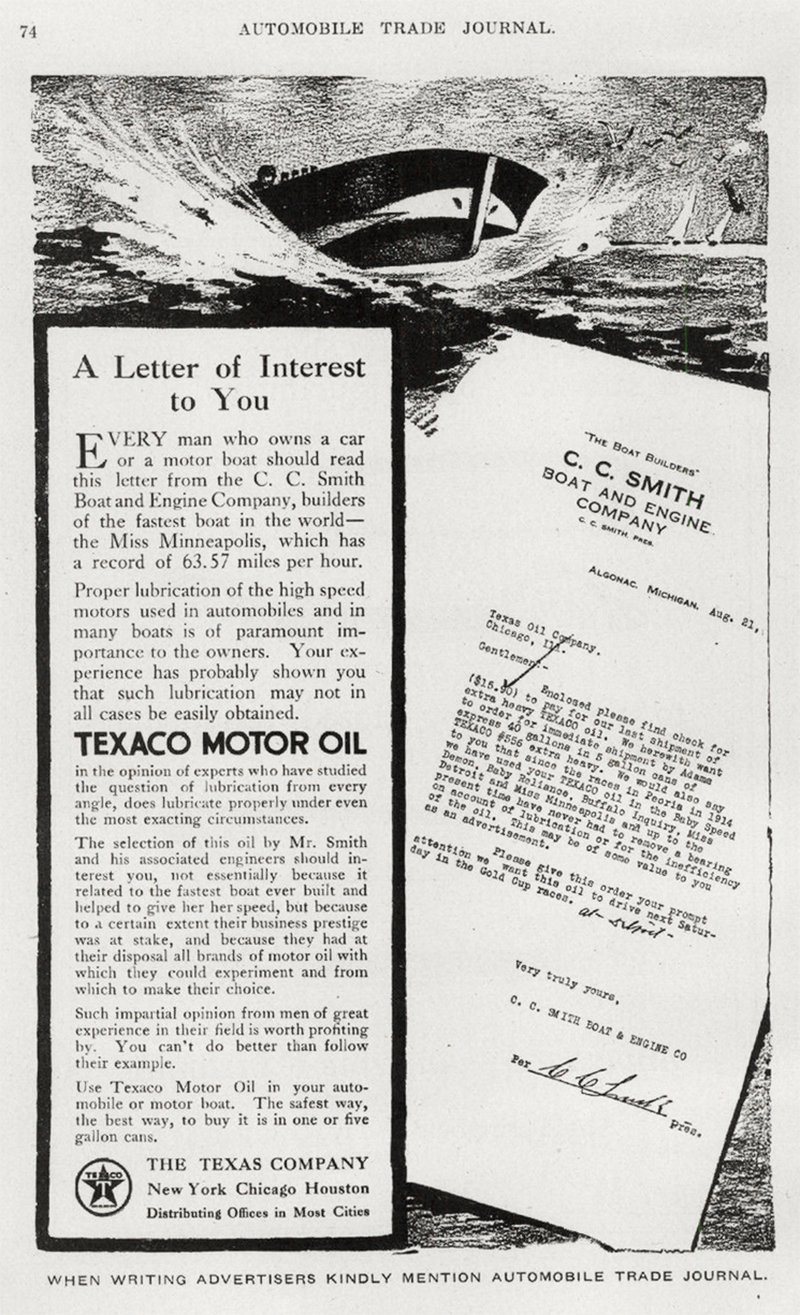 74
AUTOMOBILE TRADE JOURNAL.
A Letter of Interest
to You
EVERY man who owns a car
or a motor boat should read
this letter from the C. C. Smith
Boat and Engine Company, builders
of the fastest boat in the world—
the Miss Minneapolis, which has
a record of 63.57 miles per hour.
Proper lubrication of the high speed
motors used in automobiles and in
many boats is of paramount im-
portance to the owners. Your ex-
perience has probably shown you
that such lubrication may not in
all cases be easily obtained.
TEXACO MOTOR OIL
in the opinion of experts who have studied
the question of lubrication from every
angle, does lubricate properly under even
the most exacting circumstances.
The selection of this oil by Mr. Smith
and his associated engineers should in-
terest you, not essentially because it
related to the fastest boat ever built and
helped to give her her speed, but because
to a certain extent their business prestige
was at stake, and because they had at
their disposal all brands of motor oil with
which they could experiment and from
which to make their choice.
Such impartial opinion from men of great
experience in their field is worth profiting
by. You can't do better than follow
their example.
Use Texaco Motor Oil in your auto-
mobile or motor boat. The safest way,
the best way, to buy it is in one or five
gallon cans.
TEXACO
T
THE TEXAS COMPANY
New York Chicago Houston
Distributing Offices in Most Cities
"THE BOAT BUILDERS"
C. C. SMITH
BOAT AND ENGINE
COMPANY
C. C. SMITH, PRES.
ALGONAC, MICHIGAN, Aug. 21,
Texas Oil Company.
Chicago, Ill.
Gentlemen-
Enclosed please find check for
($15.90) to pay for our last shipment of
extra heavy TEXACO oil. We herewith want
to order for immediate shipment by Adams
express 40 gallons in 5 gallon cans of
TEXACO #556 extra heavy. We would also say
to you that since the races in Peoria in 1914
we have used your TEXACO oil in the Baby Speed
Demon, Baby Reliance, Buffalo Inquiry, Miss
Detroit and Miss Minneapolis and up to the
present time have never had to remove a bearing
on account of lubrication or for the inefficiency
of the oil. This may be of some value to you
as an advertisement.
Please give this order your prompt
attention we want this oil to drive next Satur-
day in the Gold Cup races. at
Very truly yours,
C. C. SMITH BOAT & ENGINE CO
Per C C Smith
Pres.
WHEN WRITING ADVERTISERS KINDLY MENTION AUTOMOBILE TRADE JOURNAL.